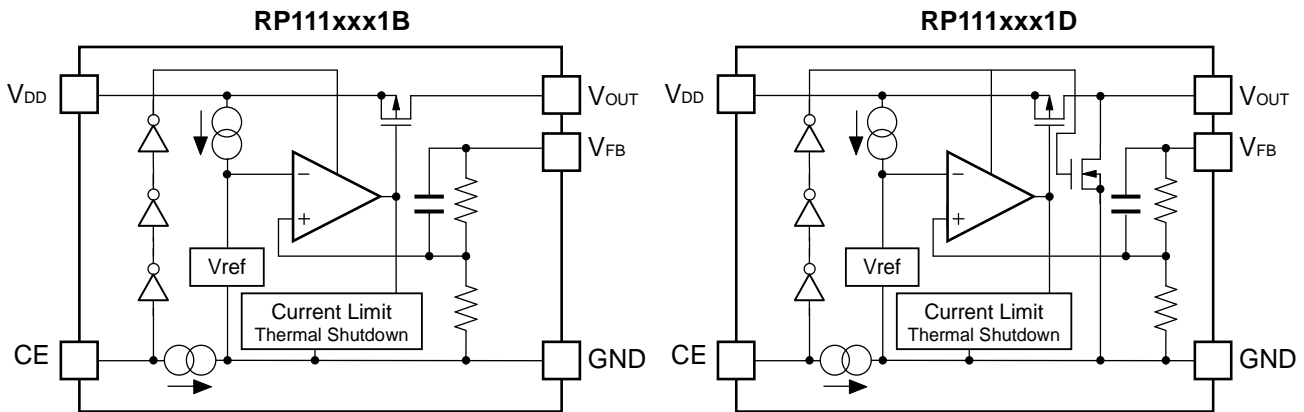 RP111xxx1B
VDD
VOUT
VFB
−
+
Vref
Current Limit
Thermal Shutdown
CE
GND
RP111xxx1D
VDD
VOUT
VFB
−
+
Vref
Current Limit
Thermal Shutdown
CE
GND